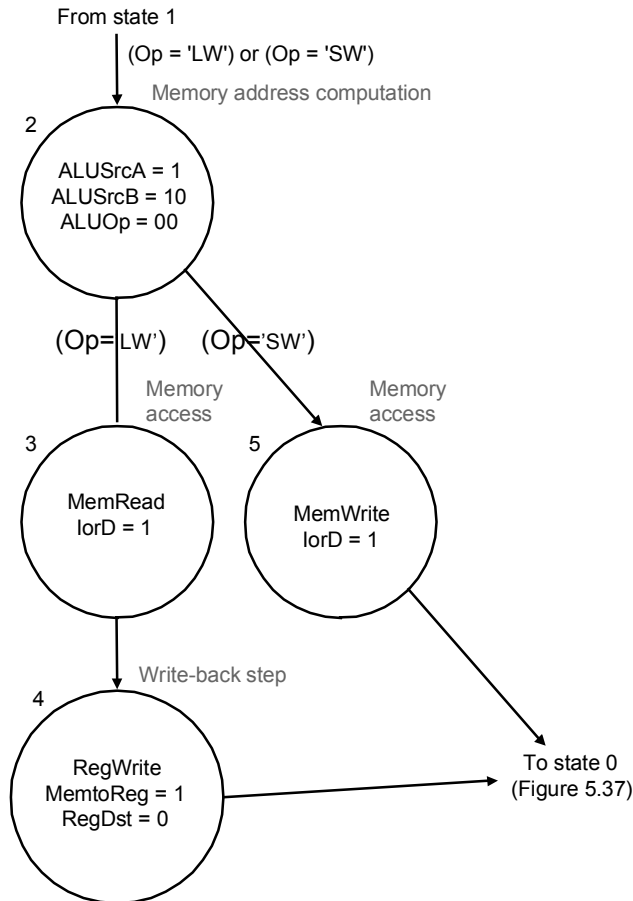 From state 1
(Op = 'LW') or (Op = 'SW')
Memory address computation
2
ALUSrcA = 1
ALUSrcB = 10
ALUOp = 00
(Op='LW')
(Op='SW')
Memory
access
Memory
access
3
5
MemRead
IorD = 1
MemWrite
IorD = 1
Write-back step
4
RegWrite
MemtoReg = 1
RegDst = 0
To state 0
(Figure 5.37)